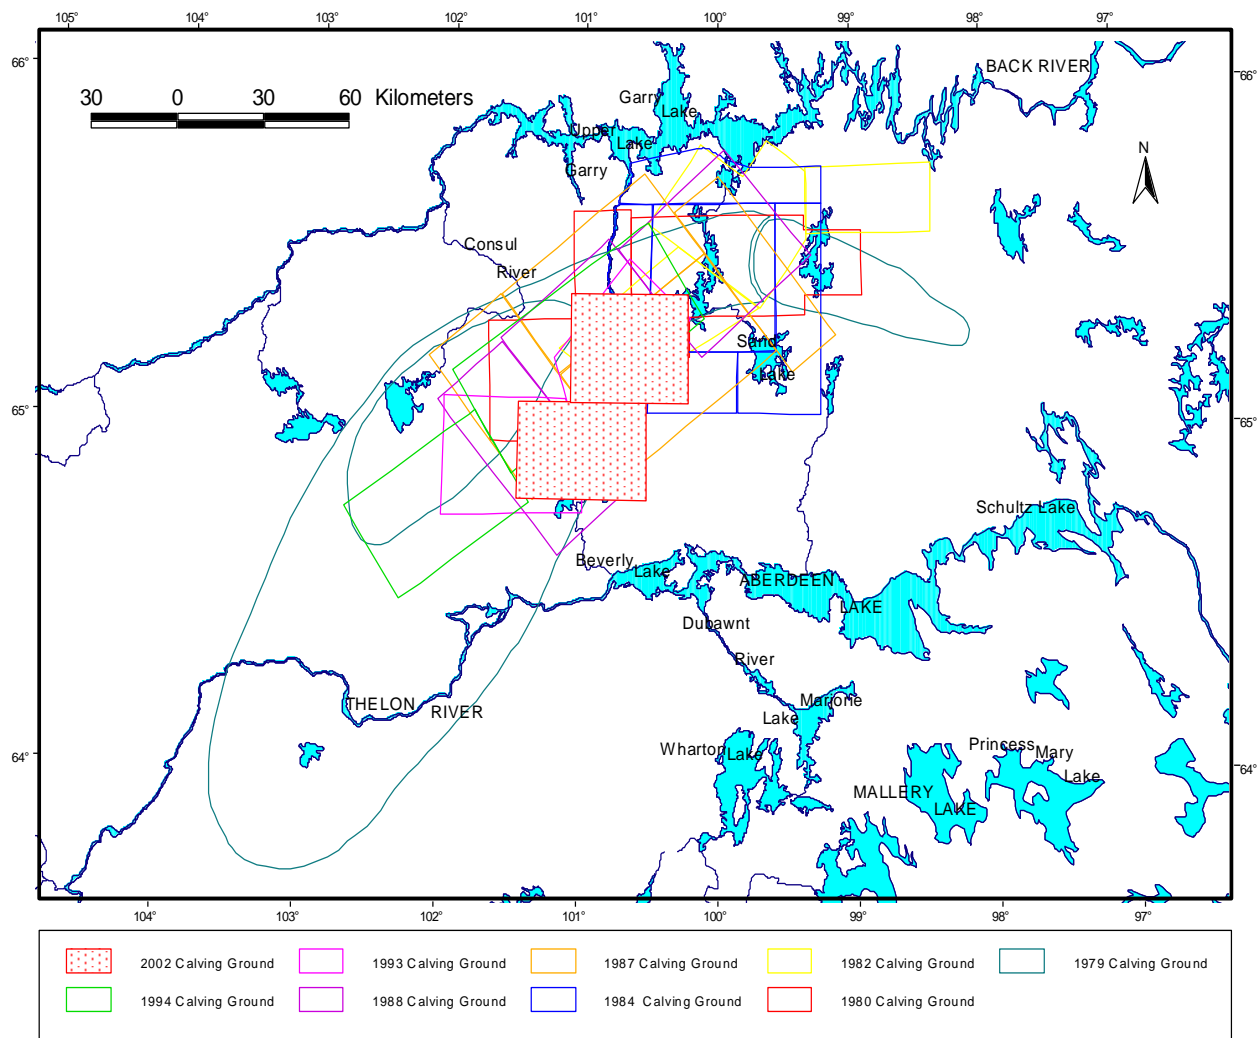 105° 104° 103° 102° 101° 100° 99° 98° 97°
66°
66°
BACK RIVER
30 0 30 60 Kilometers
Garry
Lake
Upper
Lake
Garry
N
Consul
River
Sand
Lake
65°
65°
Schultz Lake
Beverly
Lake
ABERDEEN
LAKE
Dubawnt
River
THELON
RIVER
Marjorie
Lake
Wharton
Lake
Princess
Mary
Lake
64°
64°
MALLERY
LAKE
104° 103° 102° 101° 100° 99° 98° 97°
2002 Calving Ground 1993 Calving Ground 1987 Calving Ground 1982 Calving Ground 1979 Calving Ground
1994 Calving Ground 1988 Calving Ground 1984 Calving Ground 1980 Calving Ground